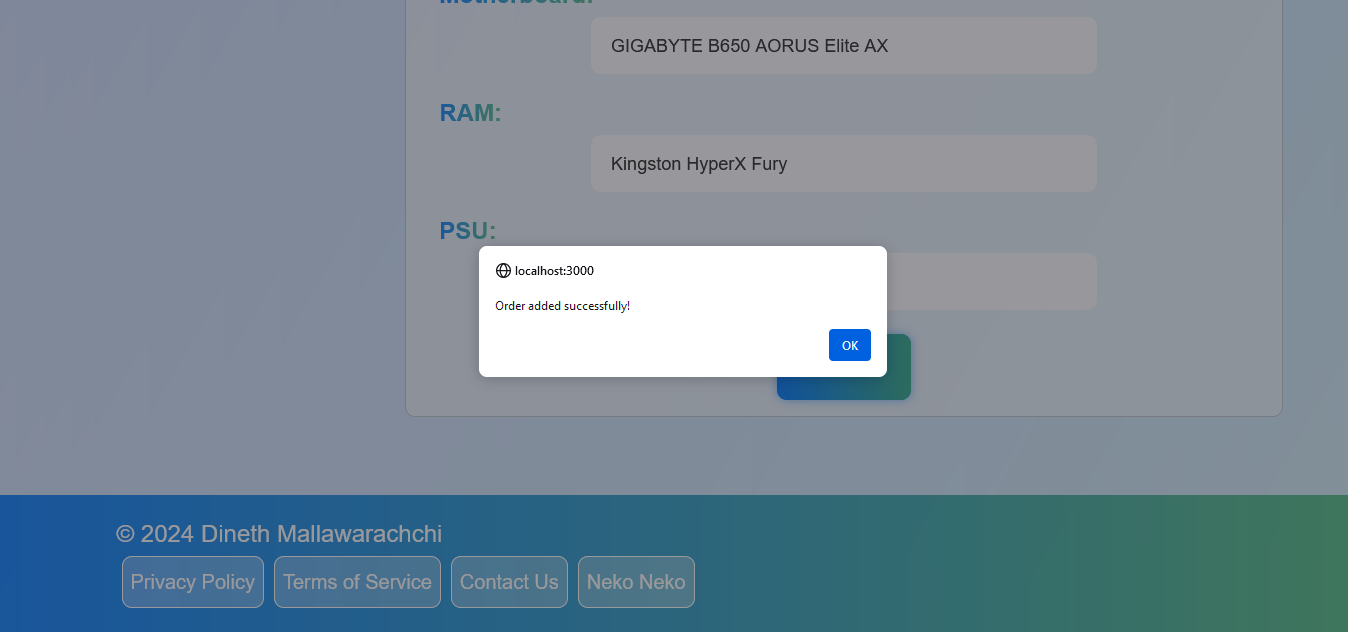 Motherboard:
GIGABYTE B650 AORUS Elite AX
RAM:
Kingston HyperX Fury
PSU:
localhost:3000
Order added successfully!
OK
© 2024 Dineth Mallawarachchi
Privacy Policy Terms of Service Contact Us Neko Neko